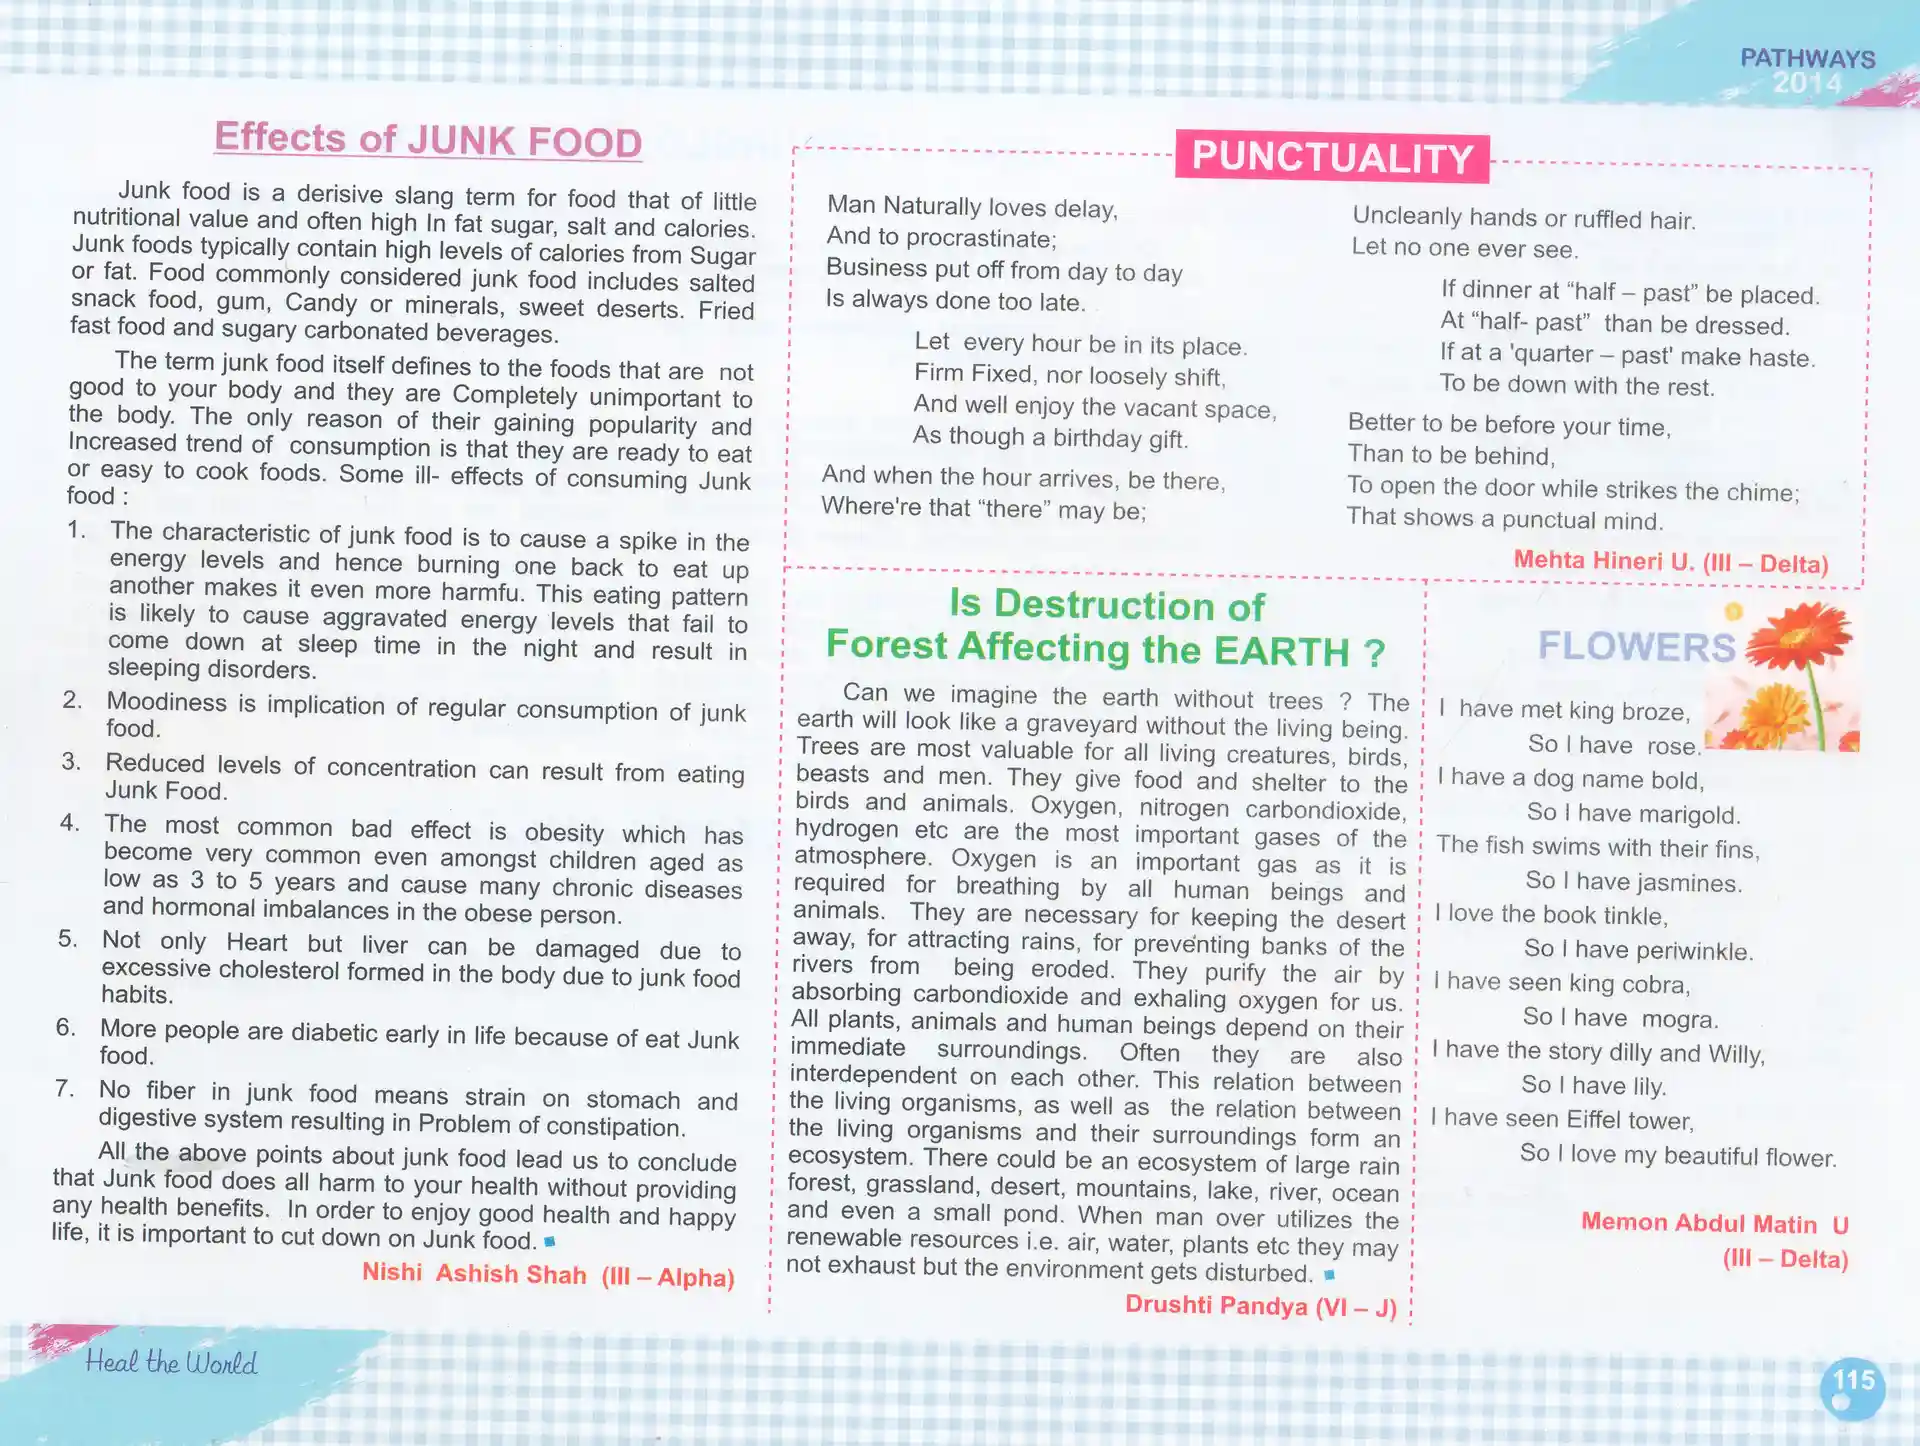 PATHWAYS
2014
Effects of JUNK FOOD
Junk food is a derisive slang term for food that of little
nutritional value and often high In fat sugar, salt and calories.
Junk foods typically contain high levels of calories from Sugar
or fat. Food commonly considered junk food includes salted
snack food, gum, Candy or minerals, sweet deserts. Fried
fast food and sugary carbonated beverages.
The term junk food itself defines to the foods that are not
good to your body and they are Completely unimportant to
the body. The only reason of their gaining popularity and
Increased trend of consumption is that they are ready to eat
or easy to cook foods. Some ill- effects of consuming Junk
food :
1. The characteristic of junk food is to cause a spike in the
energy levels and hence burning one back to eat up
another makes it even more harmfu. This eating pattern
is likely to cause aggravated energy levels that fail to
come down at sleep time in the night and result in
sleeping disorders.
2. Moodiness is implication of regular consumption of junk
food.
3. Reduced levels of concentration can result from eating
Junk Food.
4. The most common bad effect is obesity which has
become very common even amongst children aged as
low as 3 to 5 years and cause many chronic diseases
and hormonal imbalances in the obese person.
5. Not only Heart but liver can be damaged due to
excessive cholesterol formed in the body due to junk food
habits.
6. More people are diabetic early in life because of eat Junk
food.
7. No fiber in junk food means strain on stomach and
digestive system resulting in Problem of constipation.
All the above points about junk food lead us to conclude
that Junk food does all harm to your health without providing
any health benefits. In order to enjoy good health and happy
life, it is important to cut down on Junk food.
Nishi Ashish Shah (III – Alpha)
PUNCTUALITY
Man Naturally loves delay,
And to procrastinate;
Business put off from day to day
Is always done too late.
Let every hour be in its place.
Firm Fixed, nor loosely shift,
And well enjoy the vacant space,
As though a birthday gift.
And when the hour arrives, be there,
Where're that “there” may be;
Uncleanly hands or ruffled hair.
Let no one ever see.
If dinner at “half – past” be placed.
At “half- past” than be dressed.
If at a 'quarter – past' make haste.
To be down with the rest.
Better to be before your time,
Than to be behind,
To open the door while strikes the chime;
That shows a punctual mind.
Mehta Hineri U. (III – Delta)
Is Destruction of
Forest Affecting the EARTH ?
Can we imagine the earth without trees ? The
earth will look like a graveyard without the living being.
Trees are most valuable for all living creatures, birds,
beasts and men. They give food and shelter to the
birds and animals. Oxygen, nitrogen carbondioxide,
hydrogen etc are the most important gases of the
atmosphere. Oxygen is an important gas as it is
required for breathing by all human beings and
animals. They are necessary for keeping the desert
away, for attracting rains, for preventing banks of the
rivers from being eroded. They purify the air by
absorbing carbondioxide and exhaling oxygen for us.
All plants, animals and human beings depend on their
immediate surroundings. Often they are also
interdependent on each other. This relation between
the living organisms, as well as the relation between
the living organisms and their surroundings form an
ecosystem. There could be an ecosystem of large rain
forest, grassland, desert, mountains, lake, river, ocean
and even a small pond. When man over utilizes the
renewable resources i.e. air, water, plants etc they may
not exhaust but the environment gets disturbed.
Drushti Pandya (VI – J)
FLOWERS
I have met king broze,
So I have rose.
I have a dog name bold,
So I have marigold.
The fish swims with their fins,
So I have jasmines.
I love the book tinkle,
So I have periwinkle.
I have seen king cobra,
So I have mogra.
I have the story dilly and Willy,
So I have lily.
I have seen Eiffel tower,
So I love my beautiful flower.
Memon Abdul Matin U
(III – Delta)
Heal the World
115